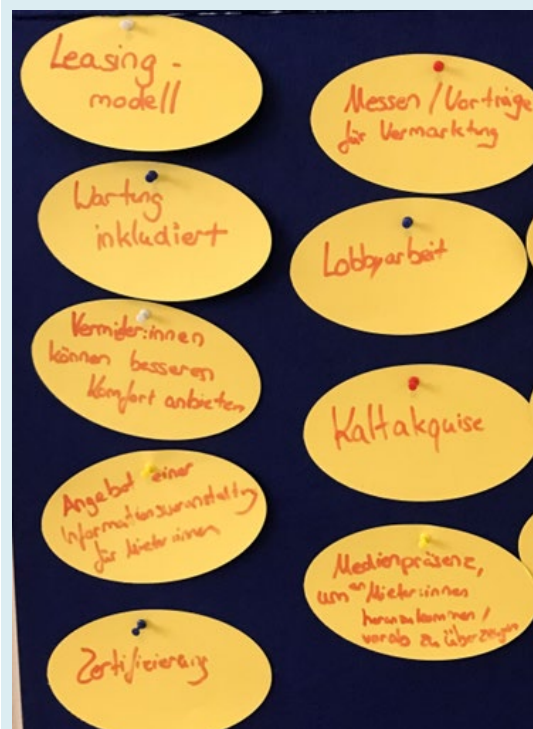 Leasing-
modell
Wartung
inkludiert
Vermieter:innen
können besseren
Komfort anbieten
Angebot einer
Informationsveranstaltung
für Mieter:innen
Zertifizierung
Messen / Vorträge
für Vermarktung
Lobbyarbeit
Kaltakquise
Medienpräsenz,
um an Mieter:innen
heranzukommen /
vorab zu überzeugen